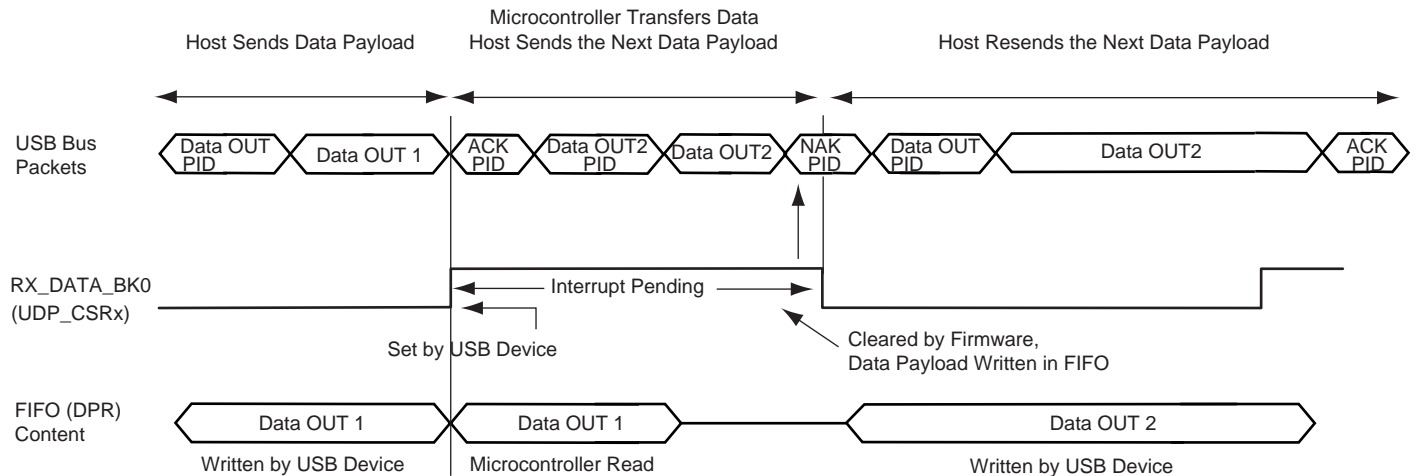 Microcontroller Transfers Data
Host Sends Data Payload
Host Sends the Next Data Payload
Host Resends the Next Data Payload
USB Bus
Packets
Data OUT
PID
Data OUT 1
ACK
PID
Data OUT2
PID
Data OUT2
NAK
PID
Data OUT
PID
Data OUT2
ACK
PID
RX_DATA_BK0
(UDP_CSRx)
Interrupt Pending
Set by USB Device
Cleared by Firmware,
Data Payload Written in FIFO
FIFO (DPR)
Content
Data OUT 1
Data OUT 1
Data OUT 2
Written by USB Device
Microcontroller Read
Written by USB Device